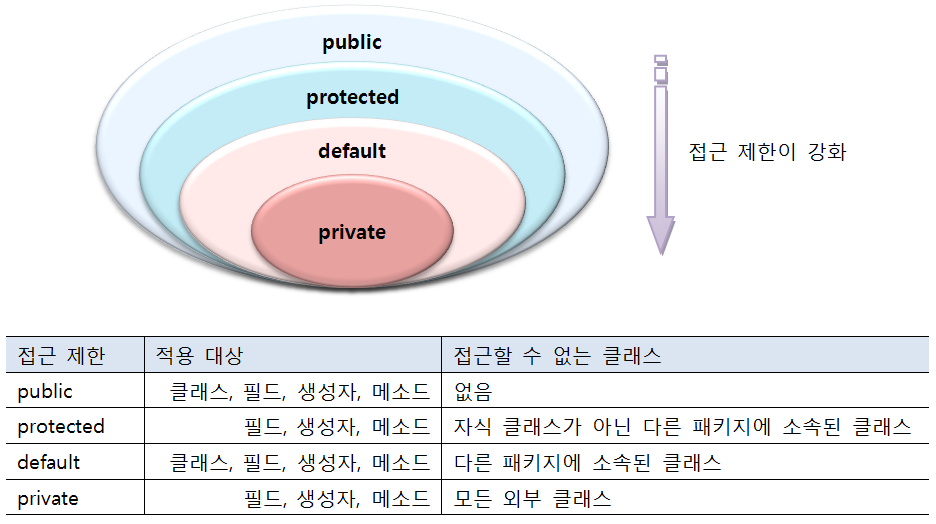 public
protected
default
private
접근 제한이 강화
접근 제한 적용 대상 접근할 수 없는 클래스
public 클래스, 필드, 생성자, 메소드 없음
protected 필드, 생성자, 메소드 자식 클래스가 아닌 다른 패키지에 소속된 클래스
default 클래스, 필드, 생성자, 메소드 다른 패키지에 소속된 클래스
private 필드, 생성자, 메소드 모든 외부 클래스